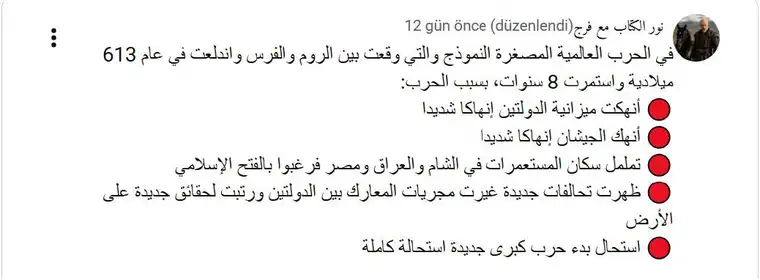 نور الكتاب مع فرج 12 gün önce (düzenlendi)
في الحرب العالمية المصغرة النموذج والتي وقعت بين الروم والفرس واندلعت في عام 613
ميلادية واستمرت 8 سنوات، بسبب الحرب:
🔴 أنهكت ميزانية الدولتين إنهاكا شديدا
🔴 أنهك الجيشان إنهاكا شديدا
🔴 تململ سكان المستعمرات في الشام والعراق ومصر فرغبوا بالفتح الإسلامي
🔴 ظهرت تحالفات جديدة غيرت مجريات المعارك بين الدولتين ورتبت لحقائق جديدة على
الأرض
🔴 استحال بدء حرب كبرى جديدة استحالة كاملة